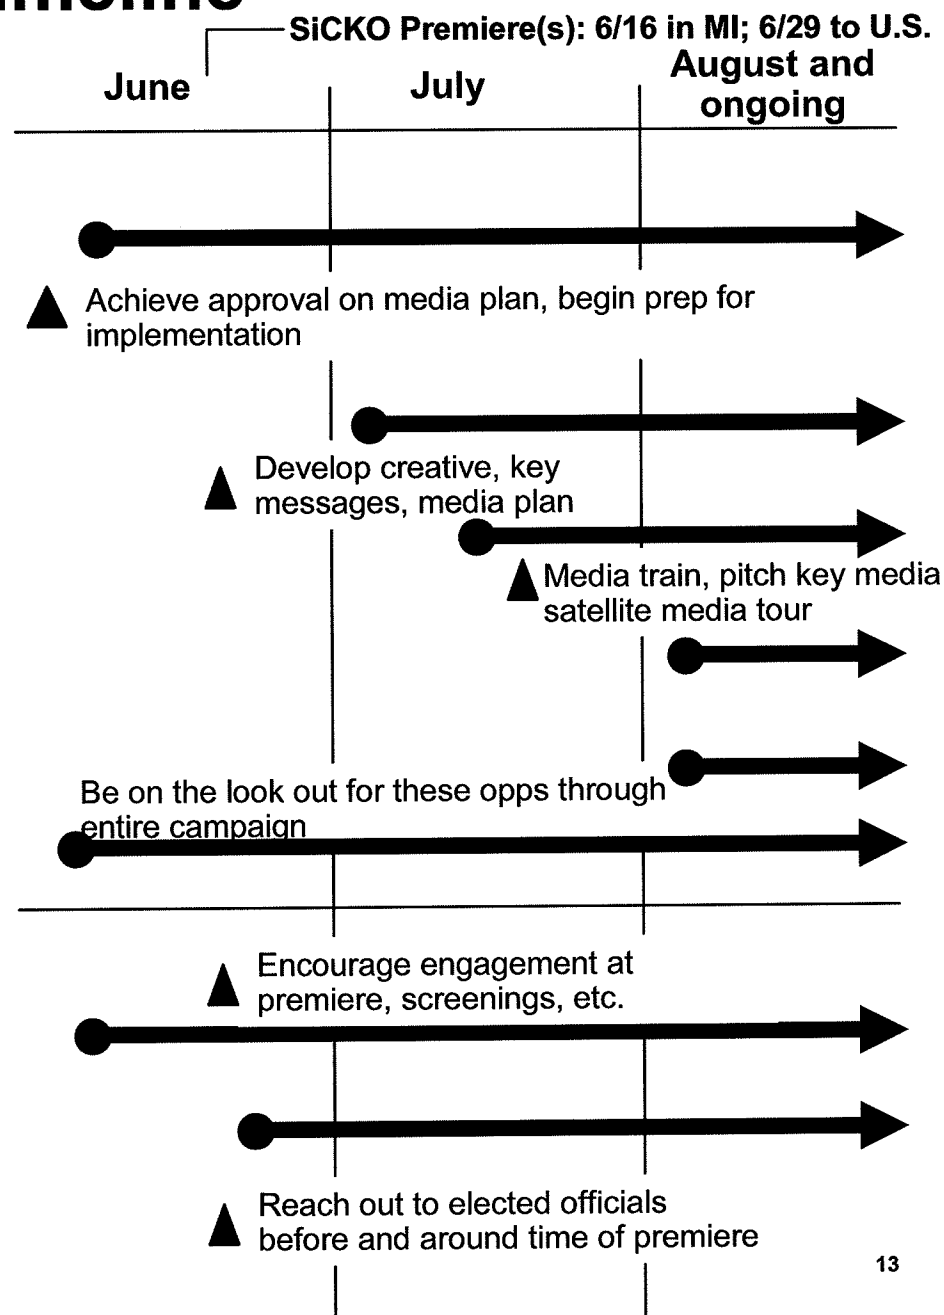 SiCKO Premiere(s): 6/16 in MI; 6/29 to U.S.
June
July
August and
ongoing
Achieve approval on media plan, begin prep for
implementation
Develop creative, key
messages, media plan
Media train, pitch key media
satellite media tour
Be on the look out for these opps through
entire campaign
Encourage engagement at
premiere, screenings, etc.
Reach out to elected officials
before and around time of premiere
13